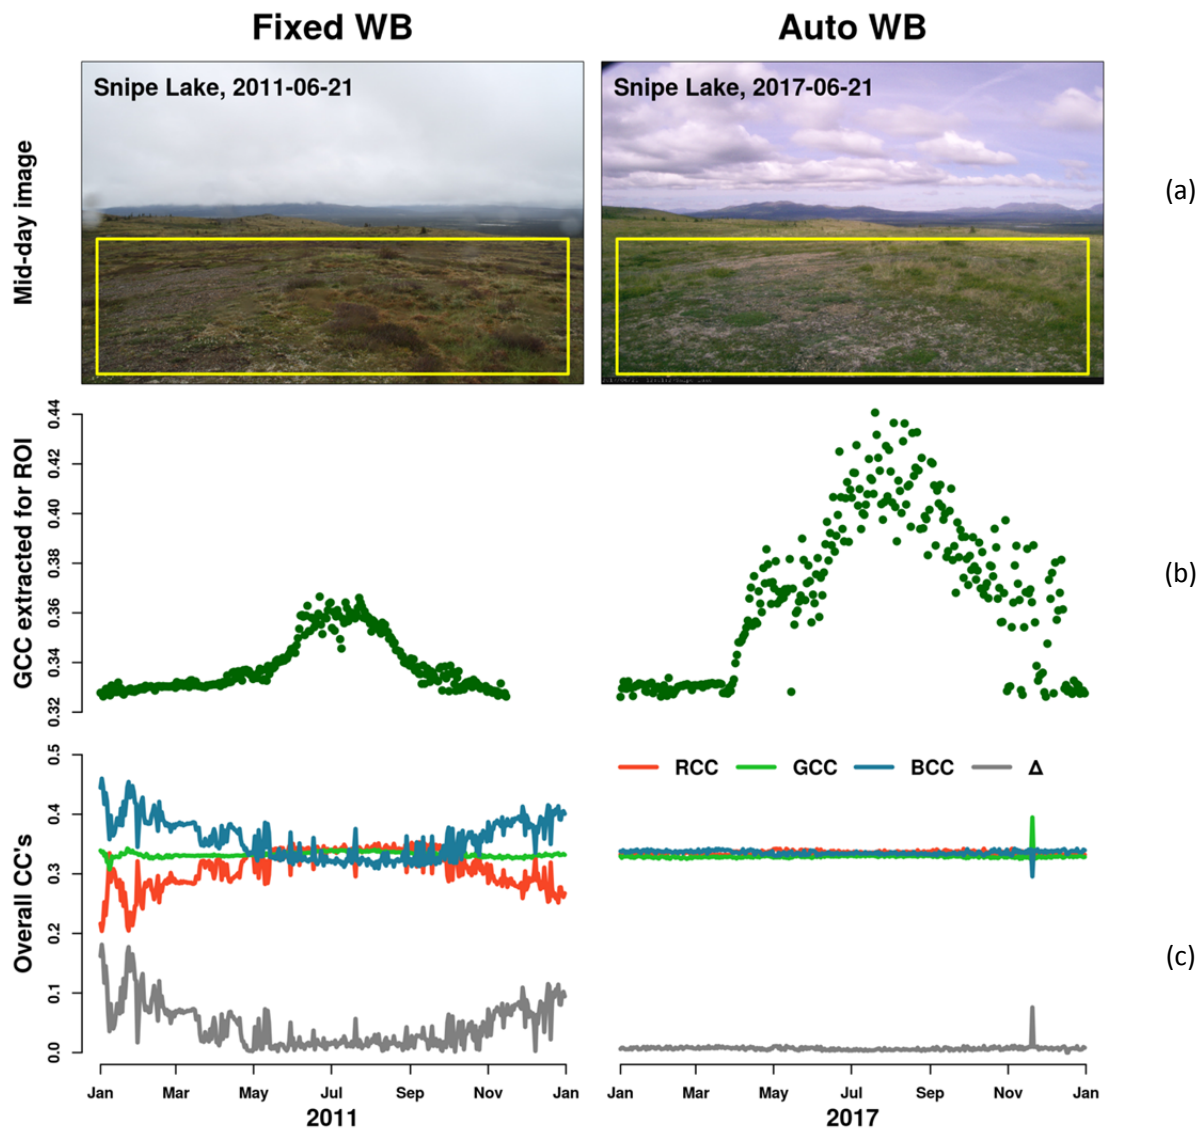 Fixed WB
Auto WB
Snipe Lake, 2011-06-21
Snipe Lake, 2017-06-21
Mid-day image
(a)
GCC extracted for ROI
0.44
0.42
0.40
0.38
0.36
0.34
0.32
(b)
Overall CC's
0.5
0.4
0.3
0.2
0.1
0.0
RCC GCC BCC Δ
(c)
Jan Mar May Jul Sep Nov Jan
2011
Jan Mar May Jul Sep Nov Jan
2017